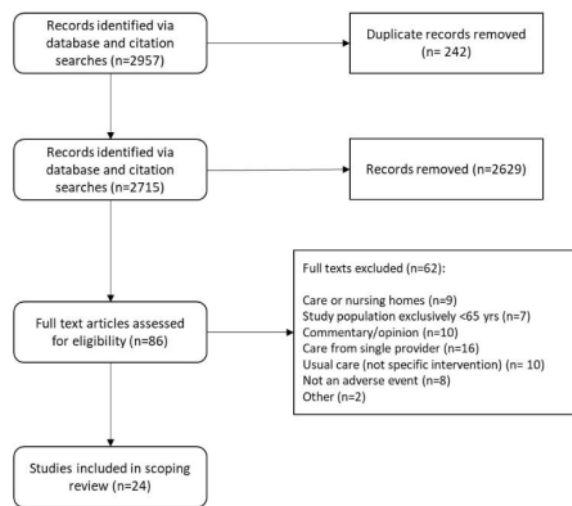 Records identified via
database and citation
searches (n=2957)
Duplicate records removed
(n= 242)
Records identified via
database and citation
searches (n=2715)
Records removed (n=2629)
Full text articles assessed
for eligibility (n=86)
Full texts excluded (n=62):
Care or nursing homes (n=9)
Study population exclusively <65 yrs (n=7)
Commentary/opinion (n=10)
Care from single provider (n=16)
Usual care (not specific intervention) (n= 10)
Not an adverse event (n=8)
Other (n=2)
Studies included in scoping
review (n=24)